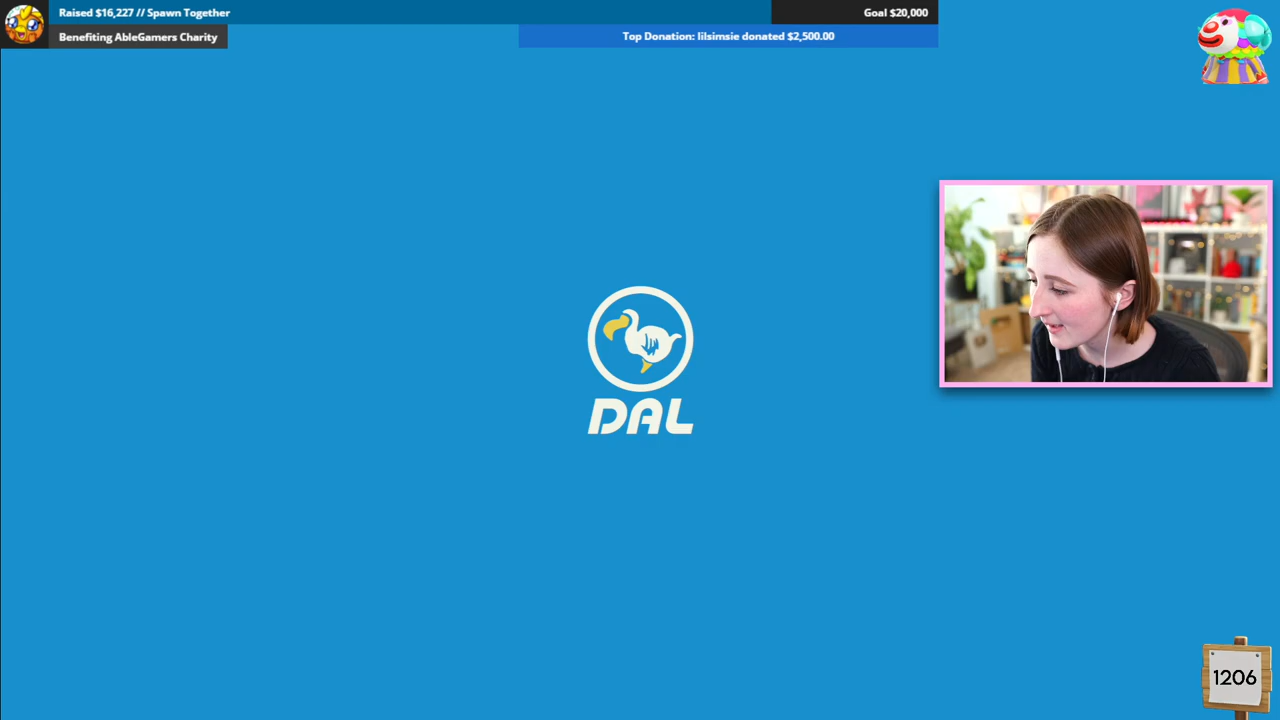 Raised $16,227 // Spawn Together
Goal $20,000
Benefiting AbleGamers Charity
Top Donation: lilsimsie donated $2,500.00
DAL
1206